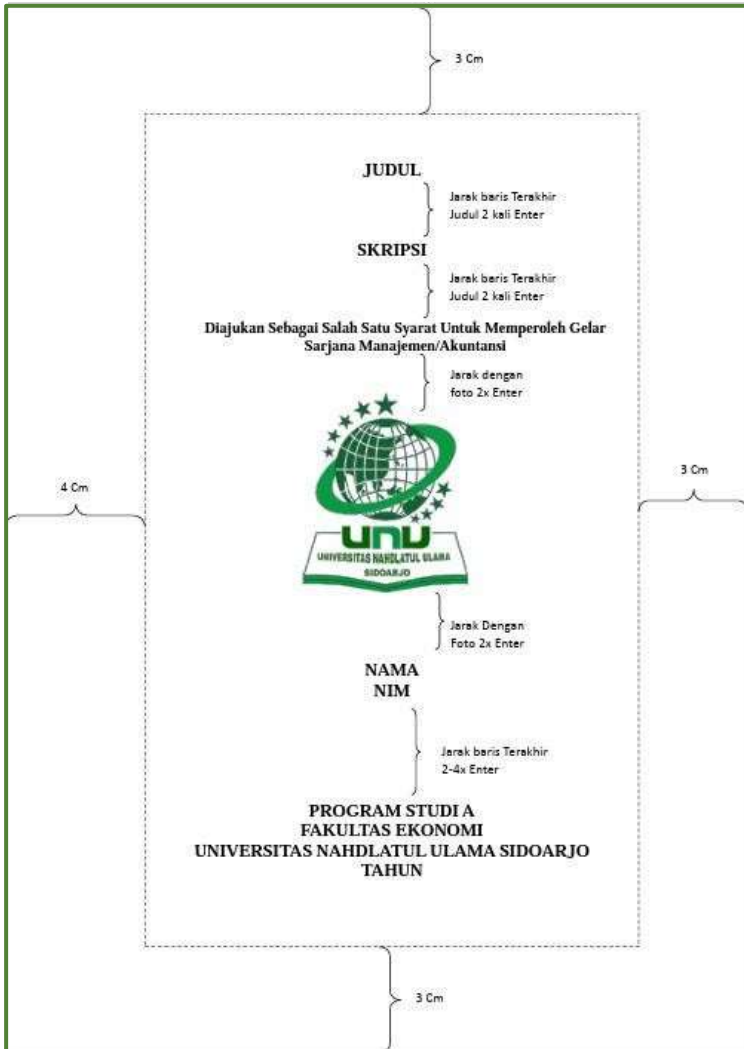 3 Cm
JUDUL
Jarak baris Terakhir
Judul 2 kali Enter
SKRIPSI
Jarak baris Terakhir
Judul 2 kali Enter
Diajukan Sebagai Salah Satu Syarat Untuk Memperoleh Gelar
Sarjana Manajemen/Akuntansi
Jarak dengan
foto 2x Enter
4 Cm
3 Cm
UNU
UNIVERSITAS NAHDLATUL ULAMA
SIDOARJO
Jarak Dengan
Foto 2x Enter
NAMA
NIM
Jarak baris Terakhir
2-4x Enter
PROGRAM STUDI A
FAKULTAS EKONOMI
UNIVERSITAS NAHDLATUL ULAMA SIDOARJO
TAHUN
3 Cm